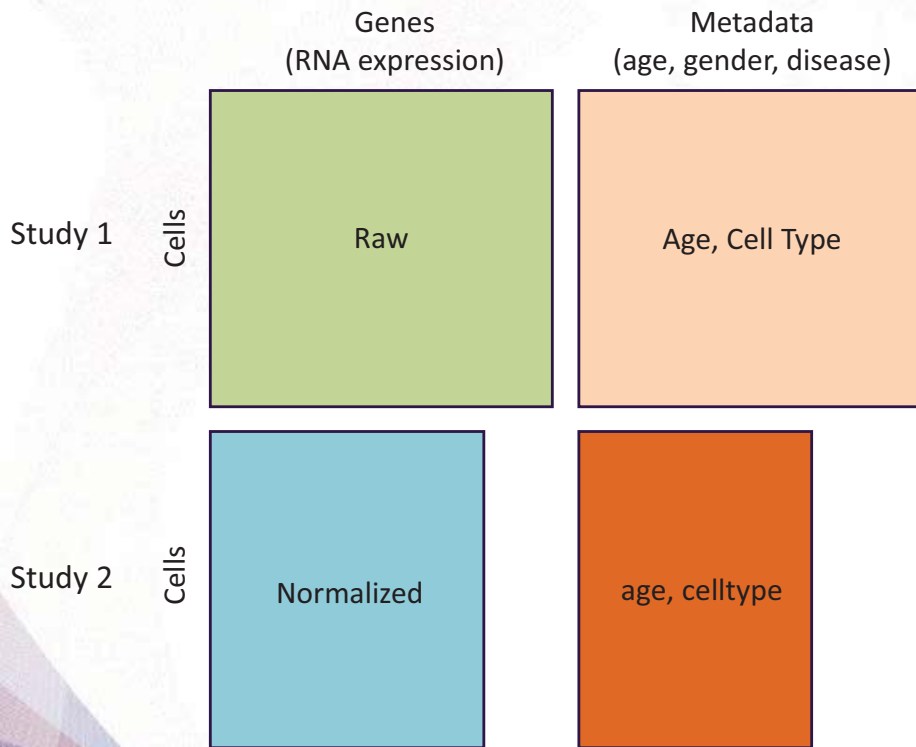 Genes
(RNA expression)
Metadata
(age, gender, disease)
Study 1
Cells
Raw
Age, Cell Type
Study 2
Cells
Normalized
age, celltype